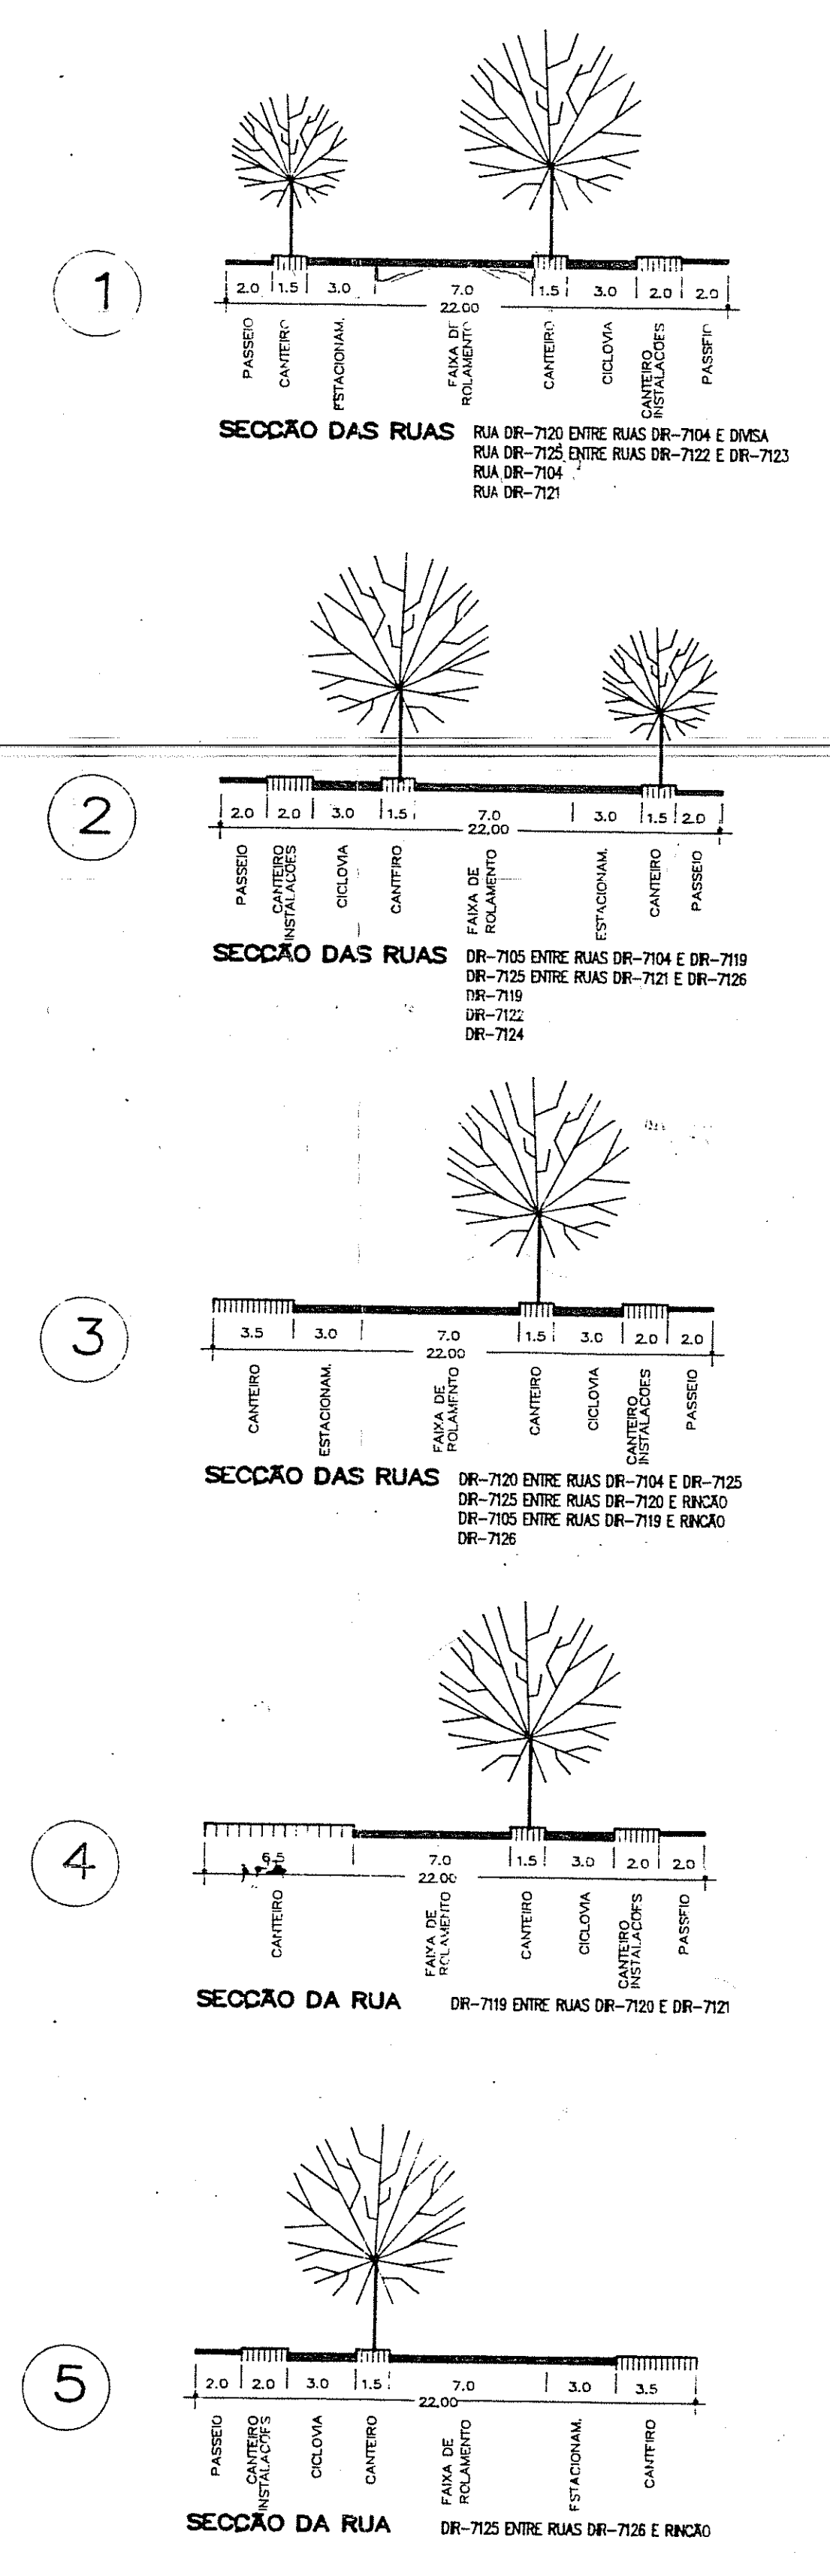 1
2.0 1.5 3.0 7.0 1.5 3.0 2.0 2.0
22.00
PASSEIO
CANTEIRO
ESTACIONAM.
FAIXA DE
ROLAMENTO
CANTEIRO
CICLOVIA
CANTEIRO
INSTALACOES
PASSEIO
SECCÃO DAS RUAS
RUA DR-7120 ENTRE RUAS DR-7104 E DIVISA
RUA DR-7125 ENTRE RUAS DR-7122 E DR-7123
RUA DR-7104
RUA DR-7121
2
2.0 2.0 3.0 1.5 7.0 3.0 1.5 2.0
22.00
PASSEIO
CANTEIRO
INSTALACOES
CICLOVIA
CANTEIRO
FAIXA DE
ROLAMENTO
ESTACIONAM.
CANTEIRO
PASSEIO
SECCÃO DAS RUAS
DR-7105 ENTRE RUAS DR-7104 E DR-7119
DR-7125 ENTRE RUAS DR-7121 E DR-7126
DR-7119
DR-7122
DR-7124
3
3.5 3.0 7.0 1.5 3.0 2.0 2.0
22.00
CANTEIRO
ESTACIONAM.
FAIXA DE
ROLAMENTO
CANTEIRO
CICLOVIA
CANTEIRO
INSTALACOES
PASSEIO
SECCÃO DAS RUAS
DR-7120 ENTRE RUAS DR-7104 E DR-7125
DR-7125 ENTRE RUAS DR-7120 E RINCÃO
DR-7105 ENTRE RUAS DR-7119 E RINCÃO
DR-7126
4
6.5 7.0 1.5 3.0 2.0 2.0
22.00
CANTEIRO
FAIXA DE
ROLAMENTO
CANTEIRO
CICLOVIA
CANTEIRO
INSTALACOES
PASSEIO
SECCÃO DA RUA
DR-7119 ENTRE RUAS DR-7120 E DR-7121
5
2.0 2.0 3.0 1.5 7.0 3.0 3.5
22.00
PASSEIO
CANTEIRO
INSTALACOES
CICLOVIA
CANTEIRO
FAIXA DE
ROLAMENTO
ESTACIONAM.
CANTEIRO
SECCÃO DA RUA
DR-7125 ENTRE RUAS DR-7126 E RINCÃO